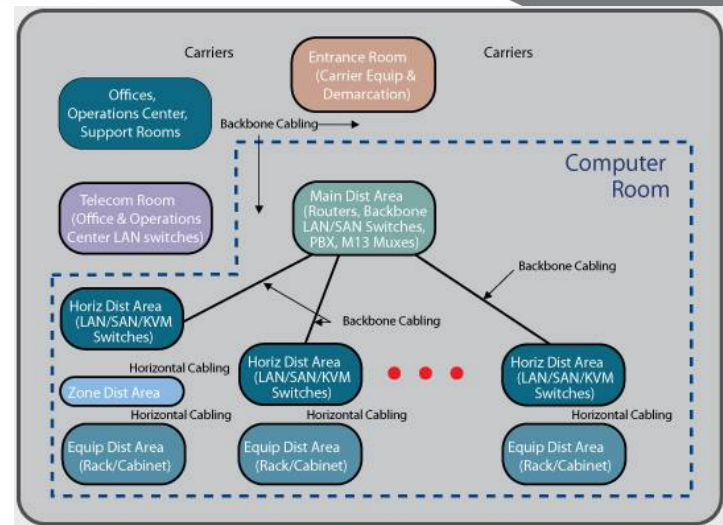 Carriers
Entrance Room
(Carrier Equip &
Demarcation)
Carriers
Offices,
Operations Center,
Support Rooms
Backbone Cabling
Computer
Room
Telecom Room
(Office & Operations
Center LAN switches)
Main Dist Area
(Routers, Backbone
LAN/SAN Switches,
PBX, M13 Muxes)
Backbone Cabling
Horiz Dist Area
(LAN/SAN/KVM
Switches)
Backbone Cabling
Horizontal Cabling
Horiz Dist Area
(LAN/SAN/KVM
Switches)
Horiz Dist Area
(LAN/SAN/KVM
Switches)
Zone Dist Area
Horizontal Cabling
Horizontal Cabling
Horizontal Cabling
Equip Dist Area
(Rack/Cabinet)
Equip Dist Area
(Rack/Cabinet)
Equip Dist Area
(Rack/Cabinet)